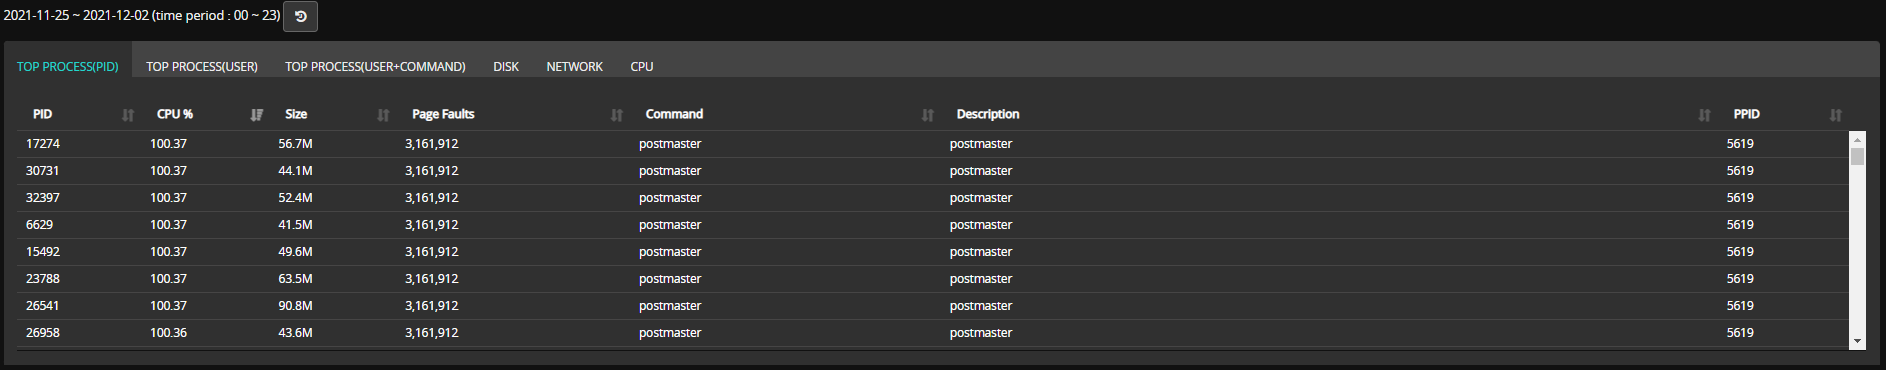 2021-11-25 ~ 2021-12-02 (time period : 00 ~ 23)
TOP PROCESS(PID) TOP PROCESS(USER) TOP PROCESS(USER+COMMAND) DISK NETWORK CPU
PID CPU % Size Page Faults Command Description PPID
17274 100.37 56.7M 3,161,912 postmaster postmaster 5619
30731 100.37 44.1M 3,161,912 postmaster postmaster 5619
32397 100.37 52.4M 3,161,912 postmaster postmaster 5619
6629 100.37 41.5M 3,161,912 postmaster postmaster 5619
15492 100.37 49.6M 3,161,912 postmaster postmaster 5619
23788 100.37 63.5M 3,161,912 postmaster postmaster 5619
26541 100.37 90.8M 3,161,912 postmaster postmaster 5619
26958 100.36 43.6M 3,161,912 postmaster postmaster 5619